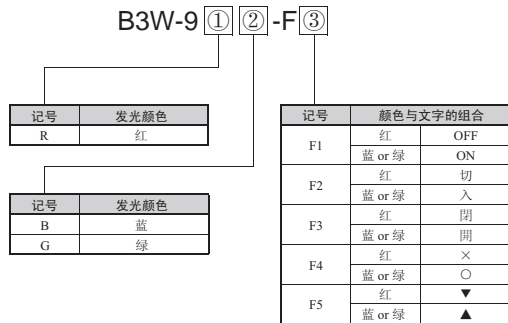 B3W-9 ① ② -F ③
记号 发光颜色
R 红
记号 发光颜色
B 蓝
G 绿
记号 颜色与文字的组合
F1 红 OFF
蓝 or 绿 ON
F2 红 切
蓝 or 绿 入
F3 红 閉
蓝 or 绿 開
F4 红 ×
蓝 or 绿 ○
F5 红 ▼
蓝 or 绿 ▲